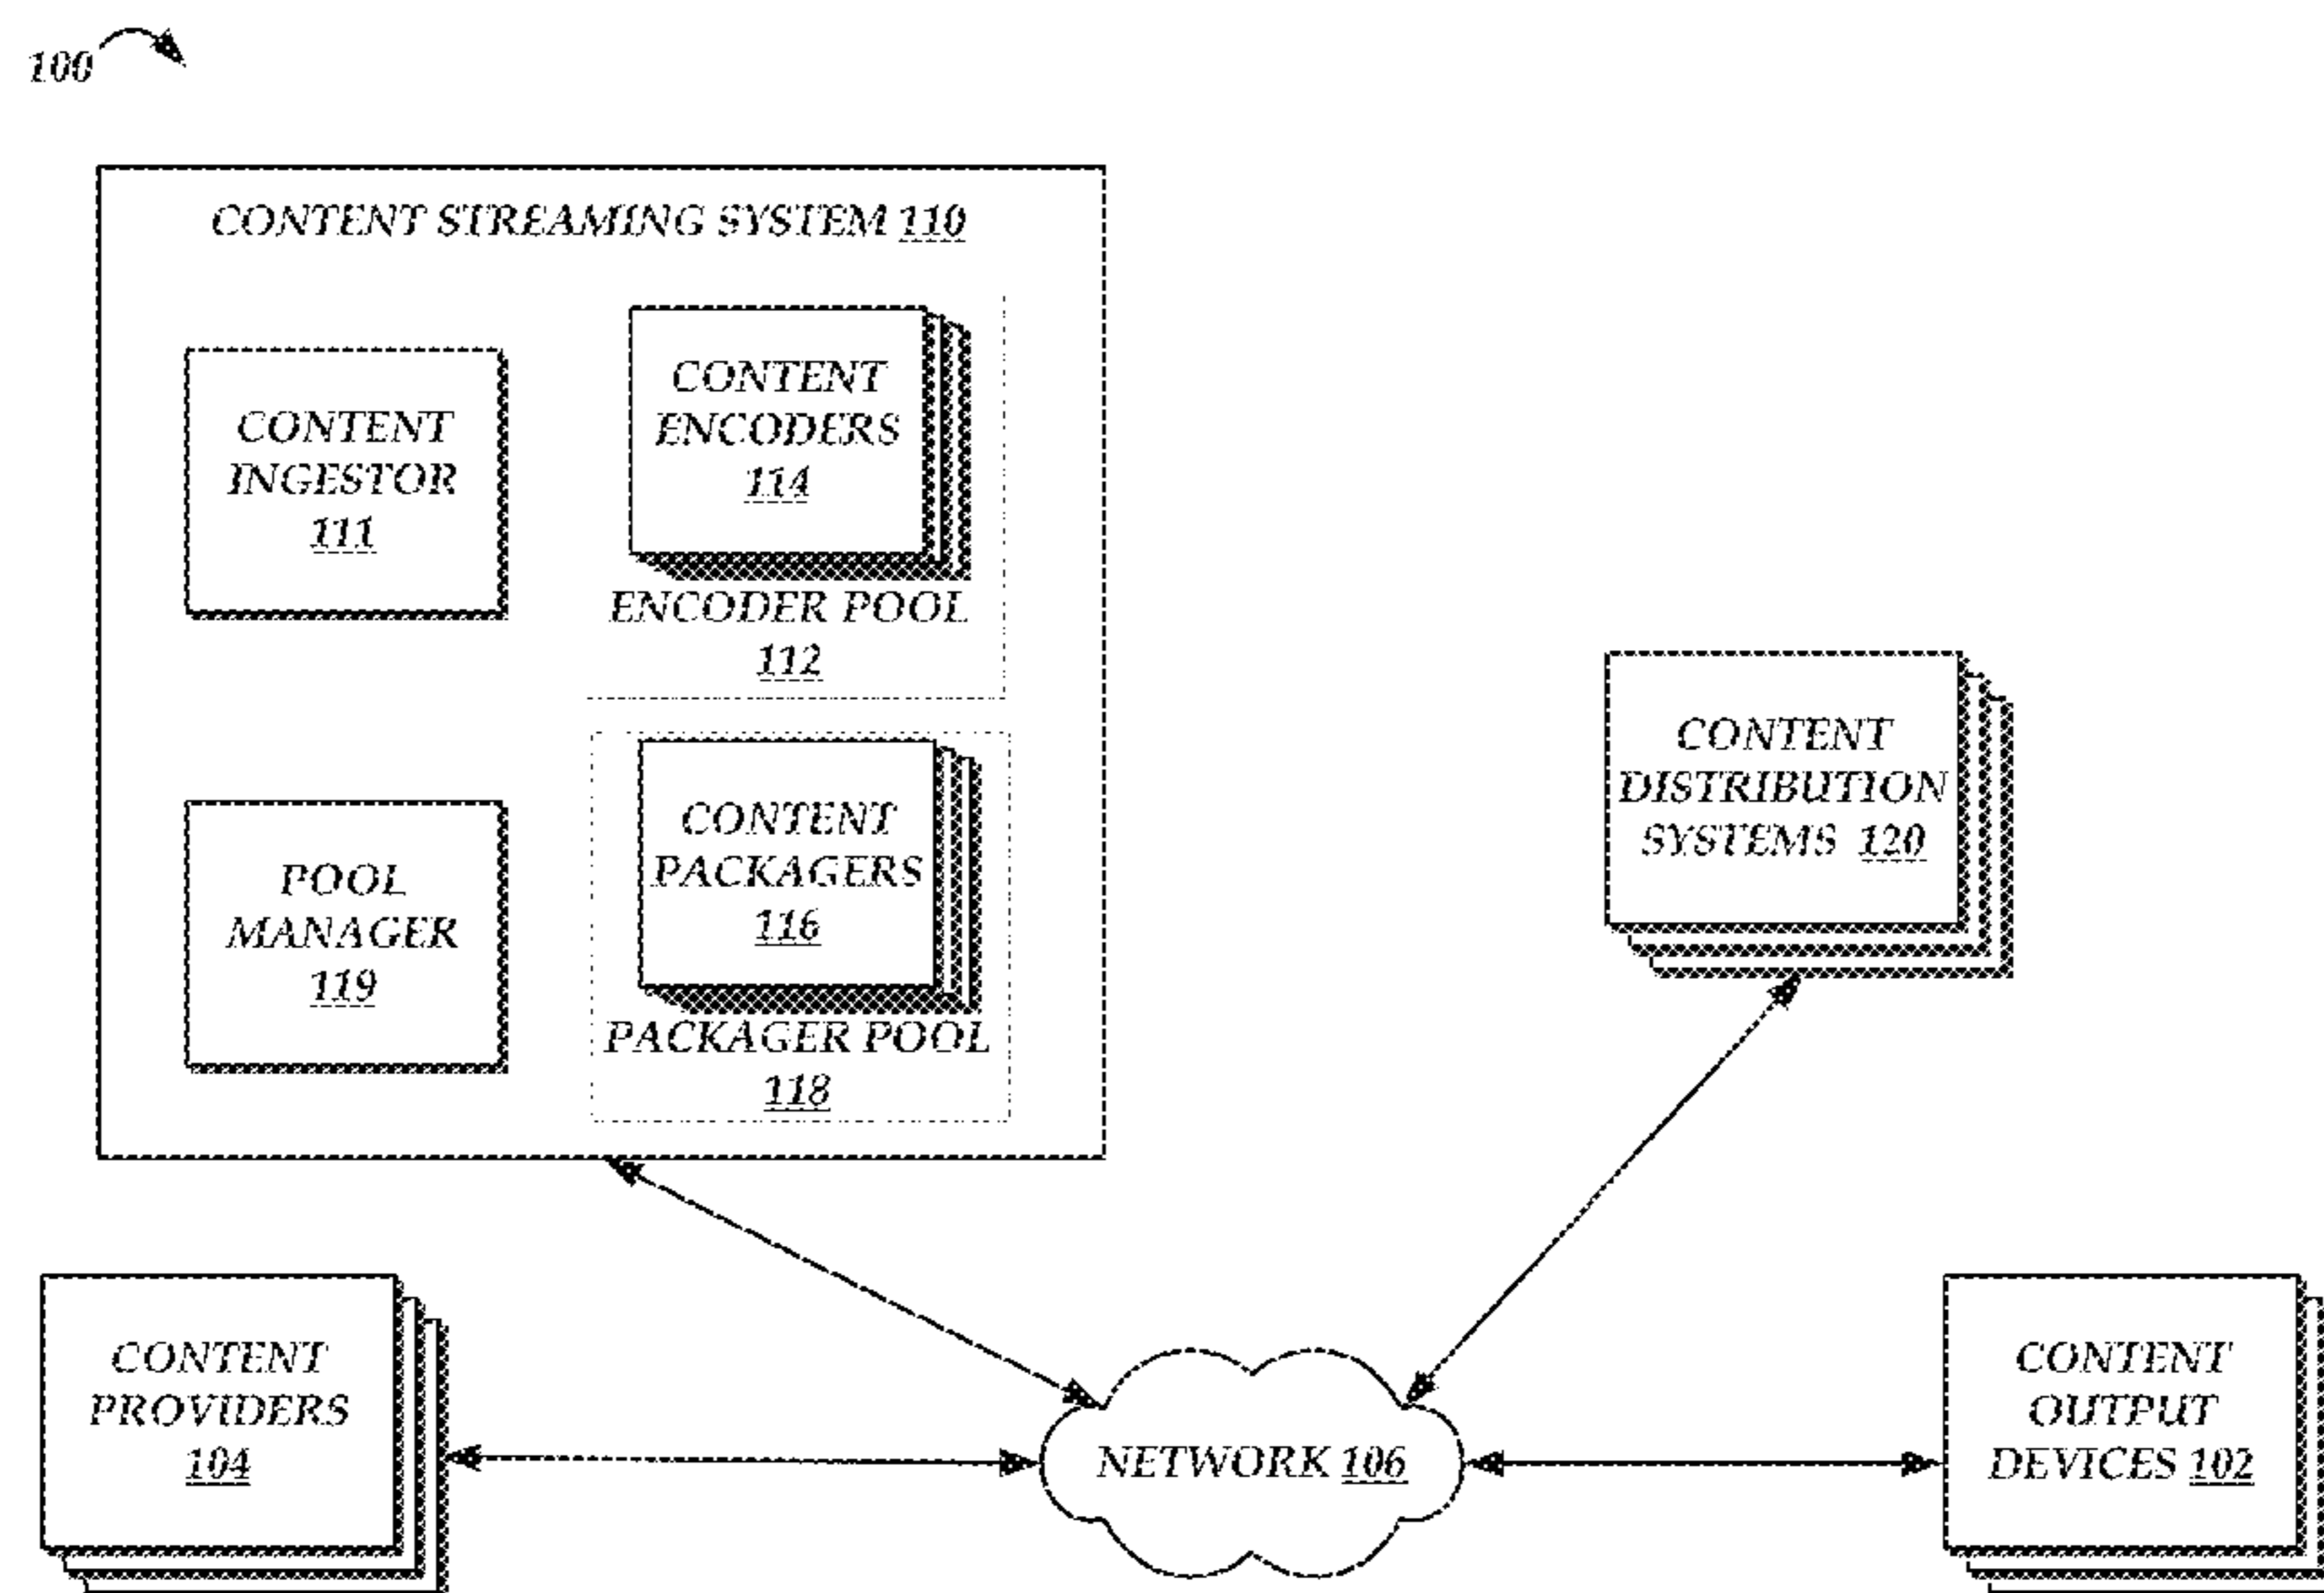 100
CONTENT STREAMING SYSTEM 110
CONTENT
INGESTOR
111
CONTENT
ENCODERS
114
ENCODER POOL
112
POOL
MANAGER
119
CONTENT
PACKAGERS
116
PACKAGER POOL
118
CONTENT
DISTRIBUTION
SYSTEMS 120
CONTENT
PROVIDERS
104
NETWORK 106
CONTENT
OUTPUT
DEVICES 102